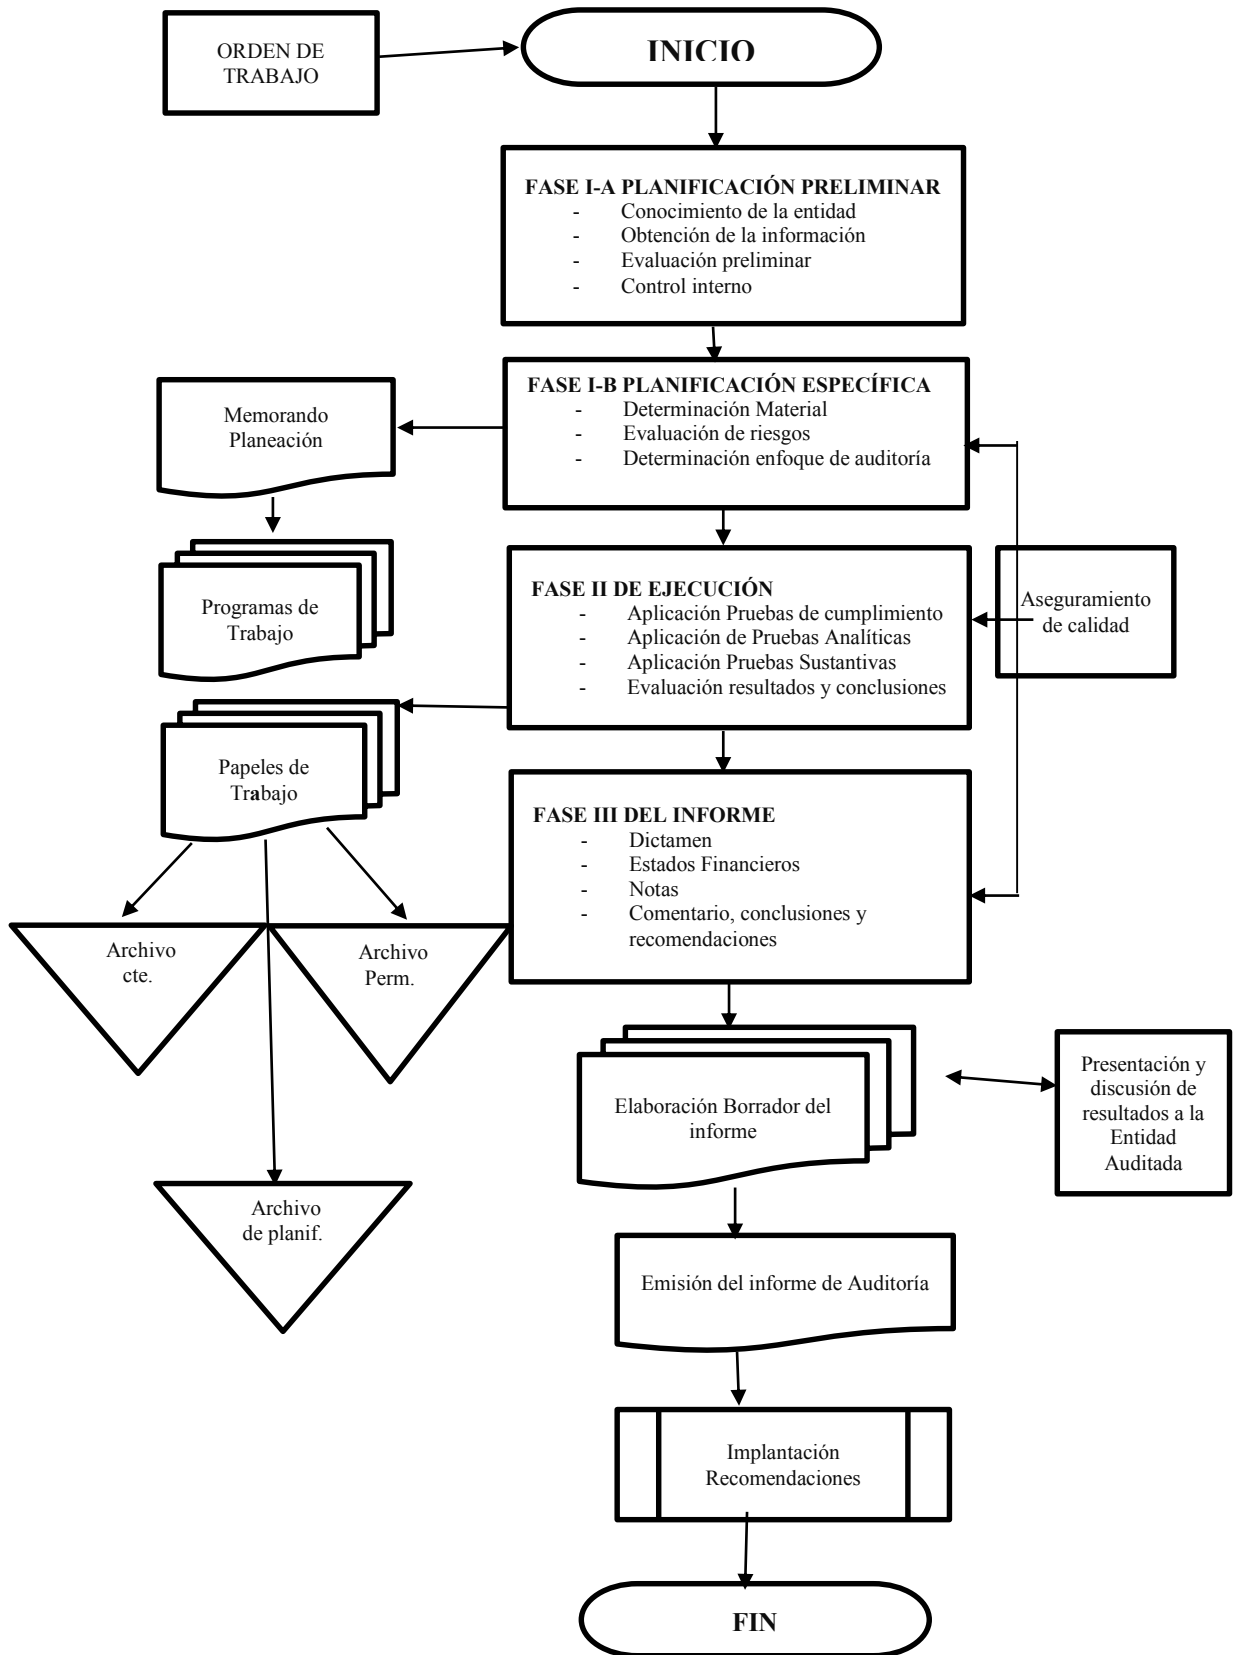 ORDEN DE
TRABAJO
INICIO
FASE I-A PLANIFICACIÓN PRELIMINAR
- Conocimiento de la entidad
- Obtención de la información
- Evaluación preliminar
- Control interno
FASE I-B PLANIFICACIÓN ESPECÍFICA
- Determinación Material
- Evaluación de riesgos
- Determinación enfoque de auditoría
Memorando
Planeación
Programas de
Trabajo
FASE II DE EJECUCIÓN
- Aplicación Pruebas de cumplimiento
- Aplicación de Pruebas Analíticas
- Aplicación Pruebas Sustantivas
- Evaluación resultados y conclusiones
Aseguramiento
de calidad
Papeles de
Trabajo
FASE III DEL INFORME
- Dictamen
- Estados Financieros
- Notas
- Comentario, conclusiones y
recomendaciones
Archivo
cte.
Archivo
Perm.
Archivo
de planif.
Elaboración Borrador del
informe
Presentación y
discusión de
resultados a la
Entidad
Auditada
Emisión del informe de Auditoría
Implantación
Recomendaciones
FIN